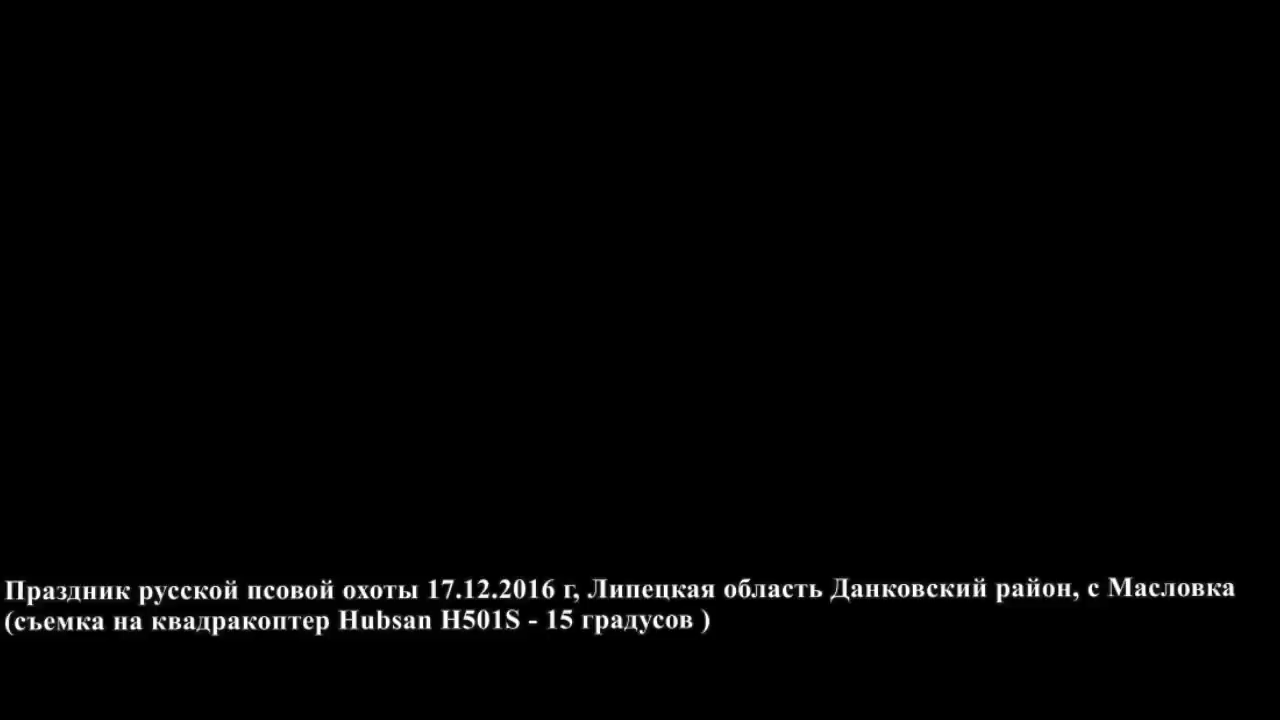 Праздник русской псовой охоты 17.12.2016 г, Липецкая область Данковский район, с Масловка
(съемка на квадракоптер Hubsan H501S - 15 градусов )